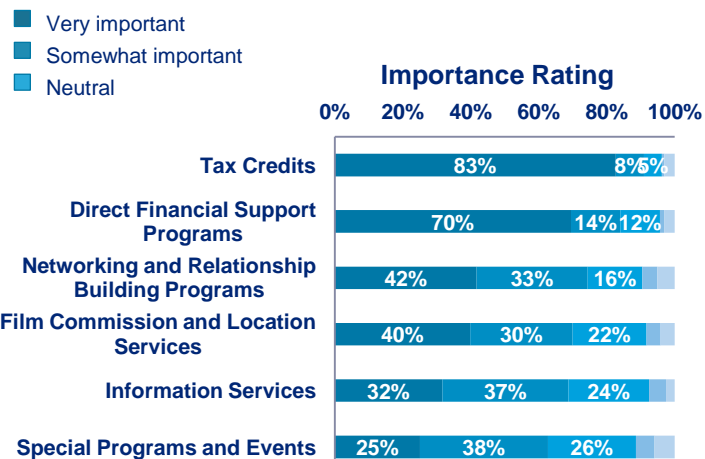 Very important
Somewhat important
Neutral
Importance Rating
0% 20% 40% 60% 80% 100%
Tax Credits 83% 8% 5%
Direct Financial Support
Programs 70% 14% 12%
Networking and Relationship
Building Programs 42% 33% 16%
Film Commission and Location
Services 40% 30% 22%
Information Services 32% 37% 24%
Special Programs and Events 25% 38% 26%